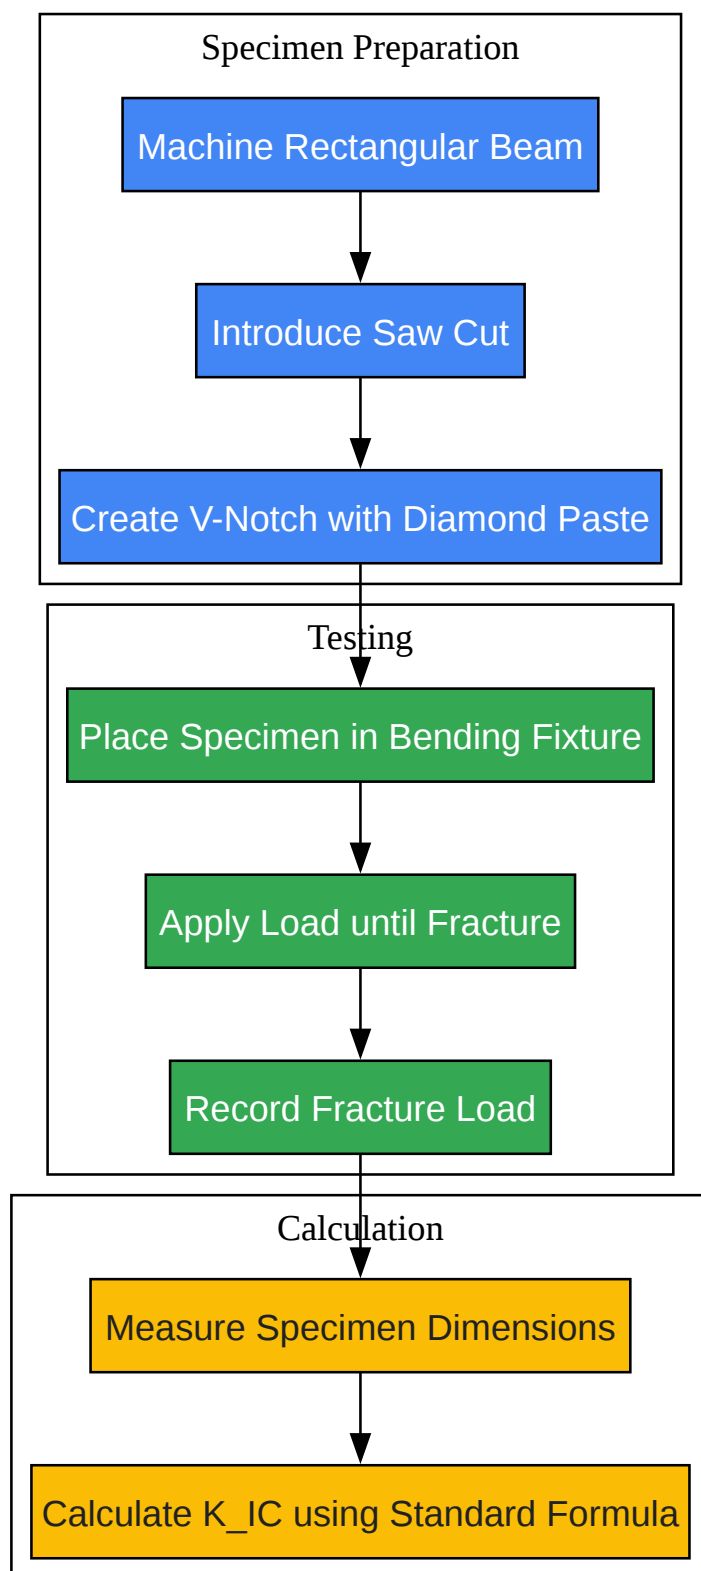 Specimen Preparation
Machine Rectangular Beam
Introduce Saw Cut
Create V-Notch with Diamond Paste
Testing
Place Specimen in Bending Fixture
Apply Load until Fracture
Record Fracture Load
Calculation
Measure Specimen Dimensions
Calculate K_IC using Standard Formula